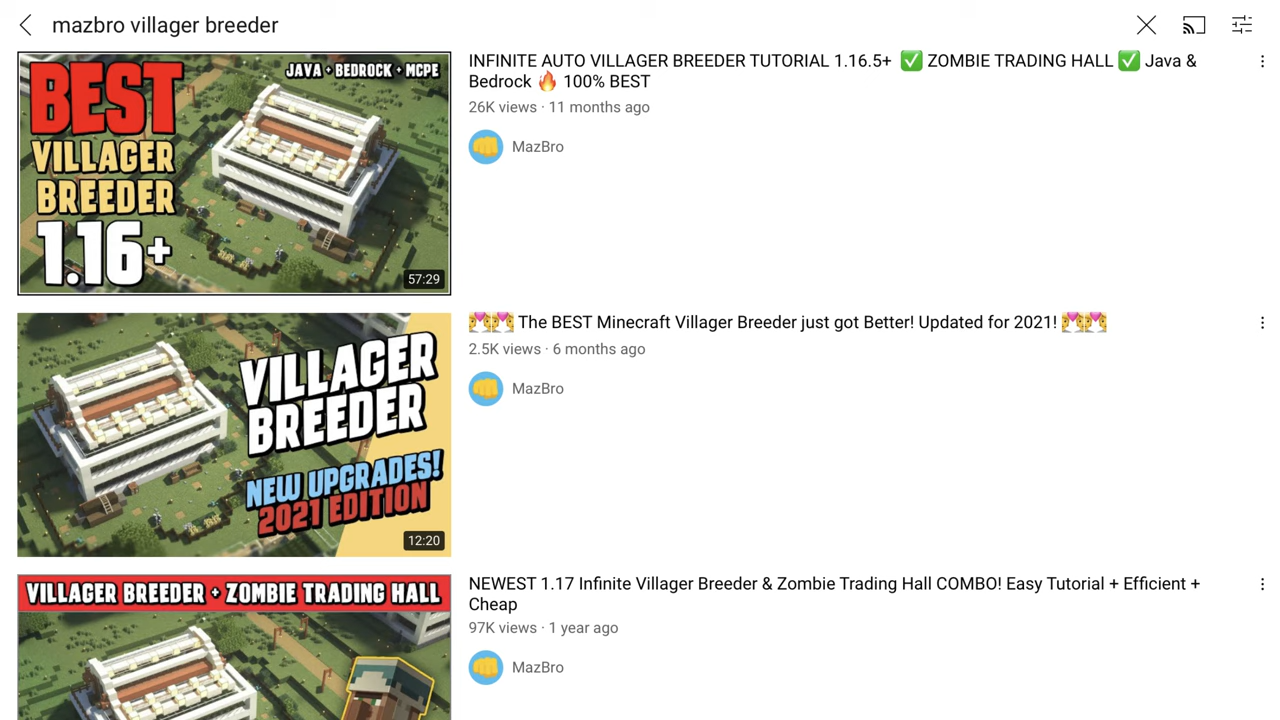 mazbro villager breeder
JAVA + BEDROCK + MCPE
BEST
VILLAGER
BREEDER
1.16+
57:29
INFINITE AUTO VILLAGER BREEDER TUTORIAL 1.16.5+ ✅ ZOMBIE TRADING HALL ✅ Java &
Bedrock 🔥 100% BEST
26K views · 11 months ago
MazBro
VILLAGER
BREEDER
NEW UPGRADES!
2021 EDITION
12:20
👩‍❤️‍👨👩‍❤️‍👨 The BEST Minecraft Villager Breeder just got Better! Updated for 2021! 👩‍❤️‍👨👩‍❤️‍👨
2.5K views · 6 months ago
MazBro
VILLAGER BREEDER + ZOMBIE TRADING HALL
NEWEST 1.17 Infinite Villager Breeder & Zombie Trading Hall COMBO! Easy Tutorial + Efficient +
Cheap
97K views · 1 year ago
MazBro